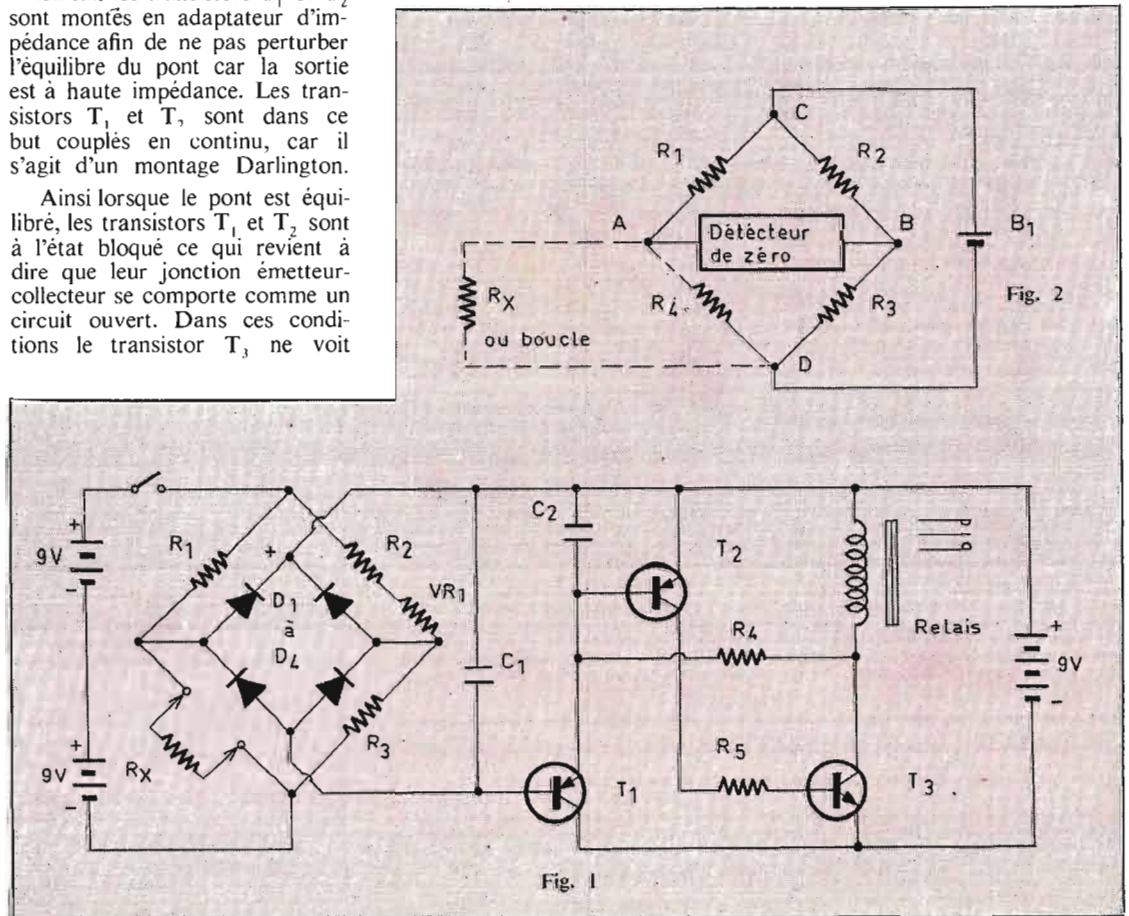 sont montés en adaptateur d'im-
pédance afin de ne pas perturber
l'équilibre du pont car la sortie
est à haute impédance. Les tran-
sistors T₁ et T₂ sont dans ce
but couplés en continu, car il
s'agit d'un montage Darlington.
Ainsi lorsque le pont est équi-
libré, les transistors T₁ et T₂ sont
à l'état bloqué ce qui revient à
dire que leur jonction émetteur-
collecteur se comporte comme un
circuit ouvert. Dans ces condi-
tions le transistor T₃ ne voit
C
R₁
R₂
A
Détecteur
de zéro
B
B₁
Rₓ
R₄
R₃
Fig. 2
ou boucle
D
+
9V
-
R₁
+
R₂
D₁
à
D₄
VR₁
C₁
C₂
T₂
R₄
Relais
+
9V
-
+
9V
-
Rₓ
R₃
T₁
R₅
T₃
Fig. 1